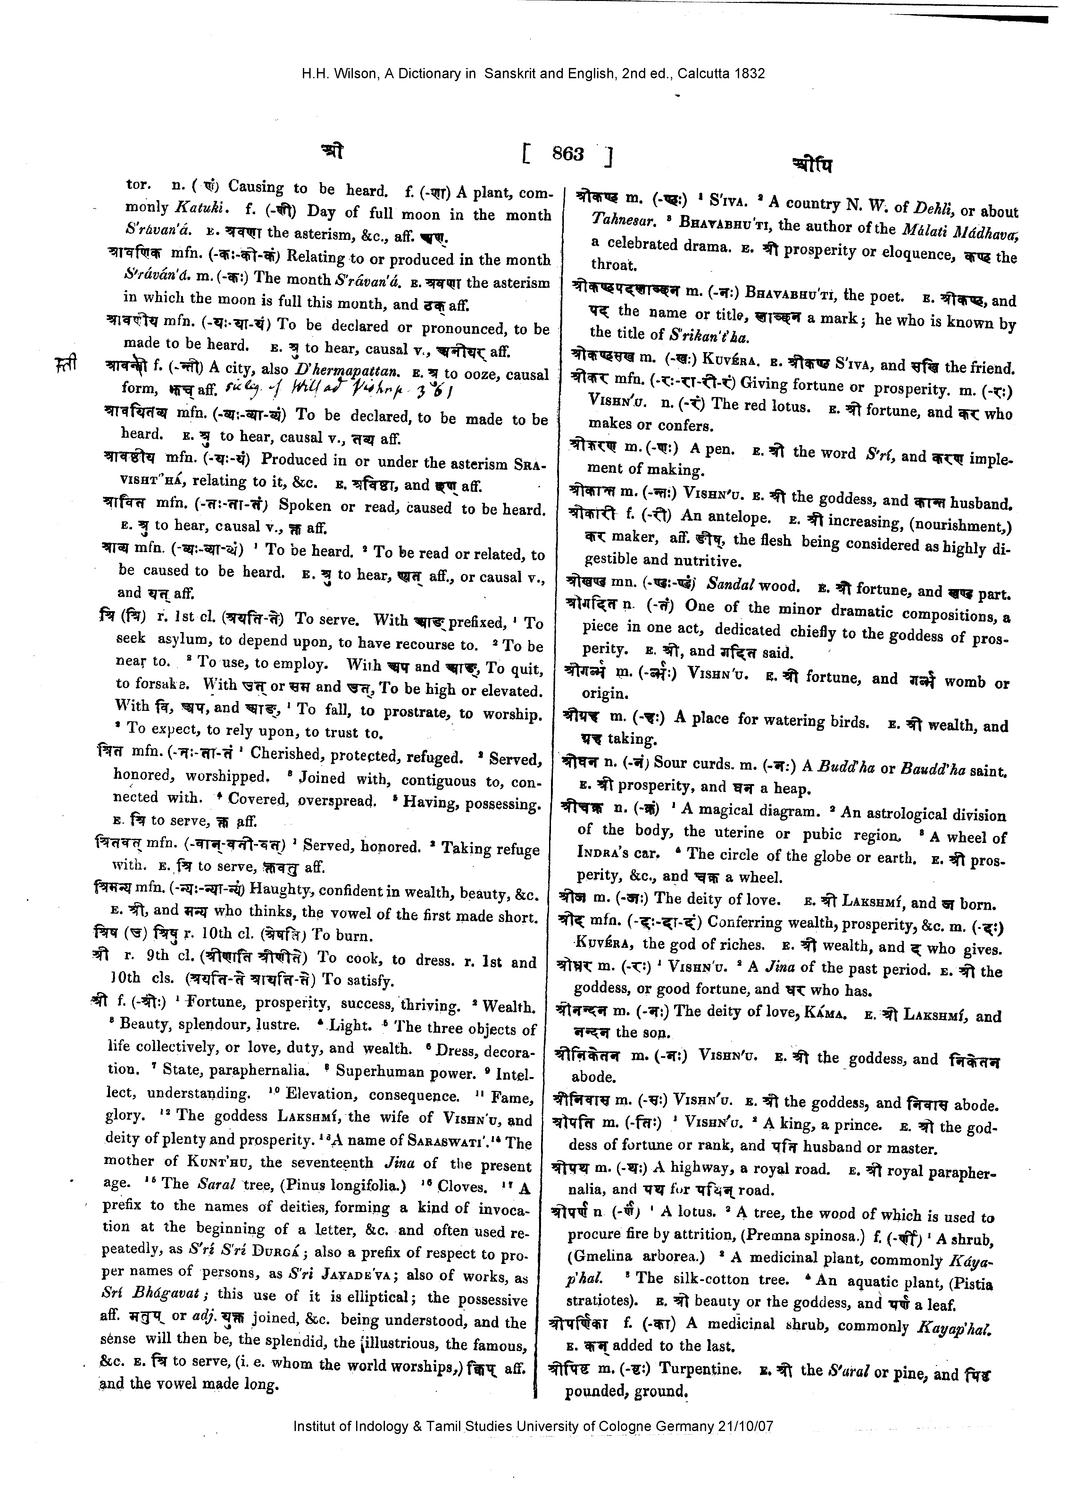 H.H. Wilson, A Dictionary in Sanskrit and English, 2nd ed., Calcutta 1832
श्री [ 863 ] श्रीपि
tor. n. (-णं) Causing to be heard. f. (-णा) A plant, com-
monly Katuki. f. (-णी) Day of full moon in the month
S'rávan'á. E. श्रवणा the asterism, &c., aff. अण्.
श्रावणिक mfn. (-कः-की-कं) Relating to or produced in the month
S'ráván'á. m. (-कः) The month S'rávan'á. E. श्रवणा the asterism
in which the moon is full this month, and ठक् aff.
श्रावणीय mfn. (-यः-या-यं) To be declared or pronounced, to be
made to be heard. E. श्रु to hear, causal v., अनीयर् aff.
स्ती
श्रावन्ती f. (-न्ती) A city, also D'hermapattan. E. श्रु to ooze, causal
form, झच् aff.
श्रावयितव्य mfn. (-व्यः-व्या-व्यं) To be declared, to be made to be
heard. E. श्रु to hear, causal v., तव्य aff.
श्रावष्ठीय mfn. (-यः-यं) Produced in or under the asterism SRA-
VISHT'HÁ, relating to it, &c. E. श्रविष्ठा, and छण् aff.
श्रावित mfn. (-तः-ता-तं) Spoken or read, caused to be heard.
E. श्रु to hear, causal v., क्त aff.
श्राव्य mfn. (-व्यः-व्या-व्यं) ¹ To be heard. ² To be read or related, to
be caused to be heard. E. श्रु to hear, ण्यत् aff., or causal v.,
and यत् aff.
श्रि (श्रि) r. 1st cl. (श्रयति-ते) To serve. With आङ् prefixed, ¹ To
seek asylum, to depend upon, to have recourse to. ² To be
near to. ³ To use, to employ. With अप and आङ्, To quit,
to forsake. With उत् or सम and उत्, To be high or elevated.
With नि, अप, and आङ्, ¹ To fall, to prostrate, to worship.
² To expect, to rely upon, to trust to.
श्रित mfn. (-तः-ता-तं ¹ Cherished, protected, refuged. ² Served,
honored, worshipped. ³ Joined with, contiguous to, con-
nected with. ⁴ Covered, overspread. ⁵ Having, possessing.
E. श्रि to serve, क्त aff.
श्रितवत् mfn. (-वान्-वती-वत्) ¹ Served, honored. ² Taking refuge
with. E. श्रि to serve, क्तवतु aff.
श्रिमन्य mfn. (-न्यः-न्या-न्यं) Haughty, confident in wealth, beauty, &c.
E. श्री, and मन्य who thinks, the vowel of the first made short.
श्रिष (उ) श्रिषु r. 10th cl. (श्रेषति) To burn.
श्री r. 9th cl. (श्रीणाति श्रीणीते) To cook, to dress. r. 1st and
10th cls. (श्रयति-ते श्राययति-ते) To satisfy.
श्री f. (-श्रीः) ¹ Fortune, prosperity, success, thriving. ² Wealth.
³ Beauty, splendour, lustre. ⁴ Light. ⁵ The three objects of
life collectively, or love, duty, and wealth. ⁶ Dress, decora-
tion. ⁷ State, paraphernalia. ⁸ Superhuman power. ⁹ Intel-
lect, understanding. ¹⁰ Elevation, consequence. ¹¹ Fame,
glory. ¹² The goddess LAKSHMÍ, the wife of VISHN'U, and
deity of plenty and prosperity. ¹³A name of SARASWATI'. ¹⁴ The
mother of KUNT'HU, the seventeenth Jina of the present
age. ¹⁵ The Saral tree, (Pinus longifolia.) ¹⁶ Cloves. ¹⁷ A
prefix to the names of deities, forming a kind of invoca-
tion at the beginning of a letter, &c. and often used re-
peatedly, as S'rí S'rí DURGÁ; also a prefix of respect to pro-
per names of persons, as S'ri JAYADE'VA; also of works, as
Srí Bhágavat; this use of it is elliptical; the possessive
aff. मतुप् or adj. युक्त joined, &c. being understood, and the
sense will then be, the splendid, the illustrious, the famous,
&c. E. श्रि to serve, (i. e. whom the world worships,) क्विप् aff.
and the vowel made long.
श्रीकण्ठ m. (-ण्ठः) ¹ S'IVA. ² A country N. W. of Dehli, or about
Tahnesar. ³ BHAVABHU'TI, the author of the Málati Mádhava,
a celebrated drama. E. श्री prosperity or eloquence, कण्ठ the
throat.
श्रीकण्ठपदलाञ्छन m. (-नः) BHAVABHU'TI, the poet. E. श्रीकण्ठ, and
पद the name or title, लाञ्छन a mark; he who is known by
the title of S'rikan't'ha.
श्रीकण्ठसख m. (-खः) KUVÉRA. E. श्रीकण्ठ S'IVA, and सखि the friend.
श्रीकर mfn. (-रः-रा-री-रं) Giving fortune or prosperity. m. (-रः)
VISHN'U. n. (-रं) The red lotus. E. श्री fortune, and कर who
makes or confers.
श्रीकरण m. (-णः) A pen. E. श्री the word S'rí, and करण imple-
ment of making.
श्रीकान्त m. (-न्तः) VISHN'U. E. श्री the goddess, and कान्त husband.
श्रीकारी f. (-री) An antelope. E. श्री increasing, (nourishment,)
कर maker, aff. ङीष्, the flesh being considered as highly di-
gestible and nutritive.
श्रीखण्ड mn. (-ण्डः-ण्डं) Sandal wood. E. श्री fortune, and खण्ड part.
श्रीगदित n. (-तं) One of the minor dramatic compositions, a
piece in one act, dedicated chiefly to the goddess of pros-
perity. E. श्री, and गदित said.
श्रीगर्ब्भ m. (-र्ब्भः) VISHN'U. E. श्री fortune, and गर्ब्भ womb or
origin.
श्रीग्रह m. (-हः) A place for watering birds. E. श्री wealth, and
ग्रह taking.
श्रीघन n. (-नं) Sour curds. m. (-नः) A Budd'ha or Baudd'ha saint.
E. श्री prosperity, and घन a heap.
श्रीचक्र n. (-क्रं) ¹ A magical diagram. ² An astrological division
of the body, the uterine or pubic region. ³ A wheel of
INDRA'S car. ⁴ The circle of the globe or earth. E. श्री pros-
perity, &c., and चक्र a wheel.
श्रीज m. (-जः) The deity of love. E. श्री LAKSHMÍ, and ज born.
श्रीद mfn. (-दः-दा-दं) Conferring wealth, prosperity, &c. m. (-दः)
KUVÉRA, the god of riches. E. श्री wealth, and द who gives.
श्रीधर m. (-रः) ¹ VISHN'U. ² A Jina of the past period. E. श्री the
goddess, or good fortune, and धर who has.
श्रीनन्दन m. (-नः) The deity of love, KÁMA. E. श्री LAKSHMÍ, and
नन्दन the son.
श्रीनिकेतन m. (-नः) VISHN'U. E. श्री the goddess, and निकेतन
abode.
श्रीनिवास m. (-सः) VISHN'U. E. श्री the goddess, and निवास abode.
श्रीपति m. (-तिः) ¹ VISHN'U. ² A king, a prince. E. श्री the god-
dess of fortune or rank, and पति husband or master.
श्रीपथ m. (-थः) A highway, a royal road. E. श्री royal parapher-
nalia, and पथ for पथिन् road.
श्रीपर्ण n (-र्णं) ¹ A lotus. ² A tree, the wood of which is used to
procure fire by attrition, (Premna spinosa.) f. (-र्णी) ¹ A shrub,
(Gmelina arborea.) ² A medicinal plant, commonly Káya-
p'hal. ³ The silk-cotton tree. ⁴ An aquatic plant, (Pistia
stratiotes). E. श्री beauty or the goddess, and पर्ण a leaf.
श्रीपर्णिका f. (-का) A medicinal shrub, commonly Kayap'hal.
E. कन् added to the last.
श्रीपिष्ट m. (-ष्टः) Turpentine. E. श्री the S'aral or pine, and पिष्ट
pounded, ground.
Institut of Indology & Tamil Studies University of Cologne Germany 21/10/07